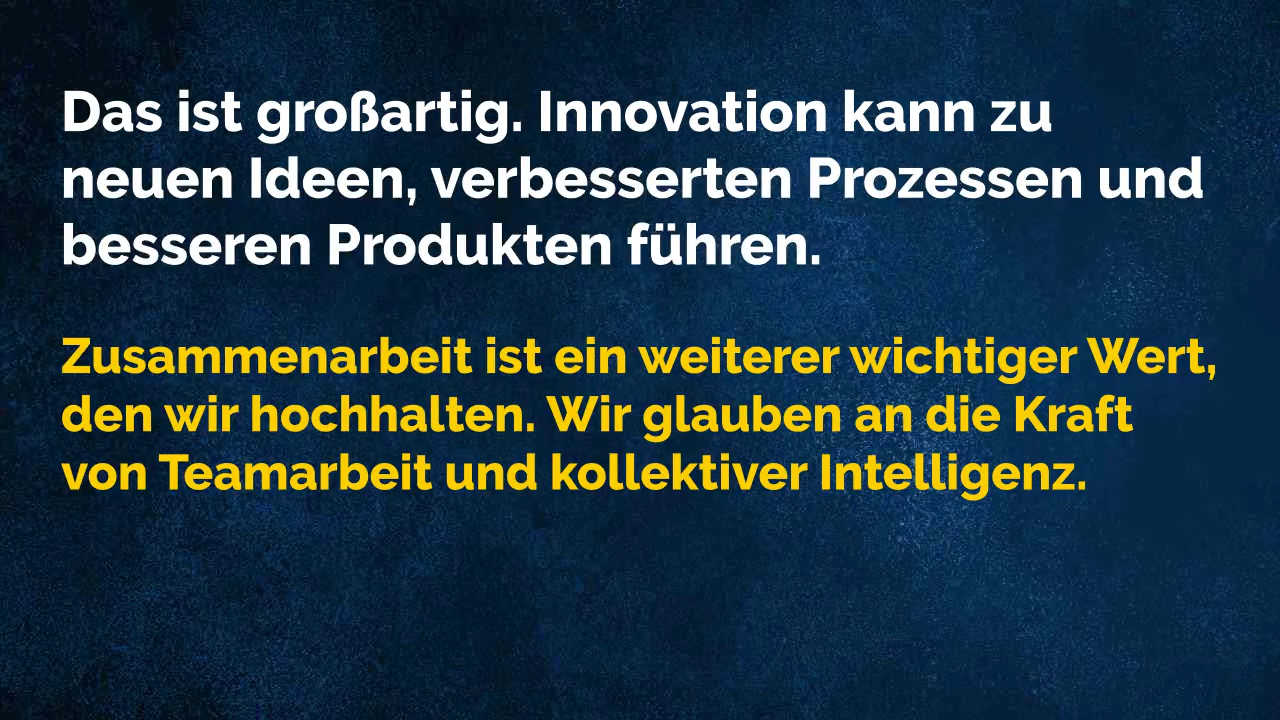 Das ist großartig. Innovation kann zu
neuen Ideen, verbesserten Prozessen und
besseren Produkten führen.
Zusammenarbeit ist ein weiterer wichtiger Wert,
den wir hochhalten. Wir glauben an die Kraft
von Teamarbeit und kollektiver Intelligenz.